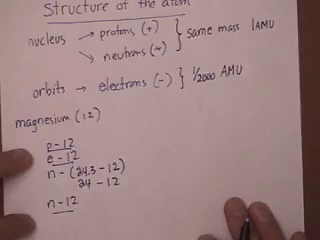 Structure of the atom
nucleus → protons (+) } same mass 1AMU
→ neutrons (~)
orbits → electrons (-) } 1/2000 AMU
magnesium (12)
p - 12
e - 12
n - (24.3 - 12)
24 - 12
n - 12